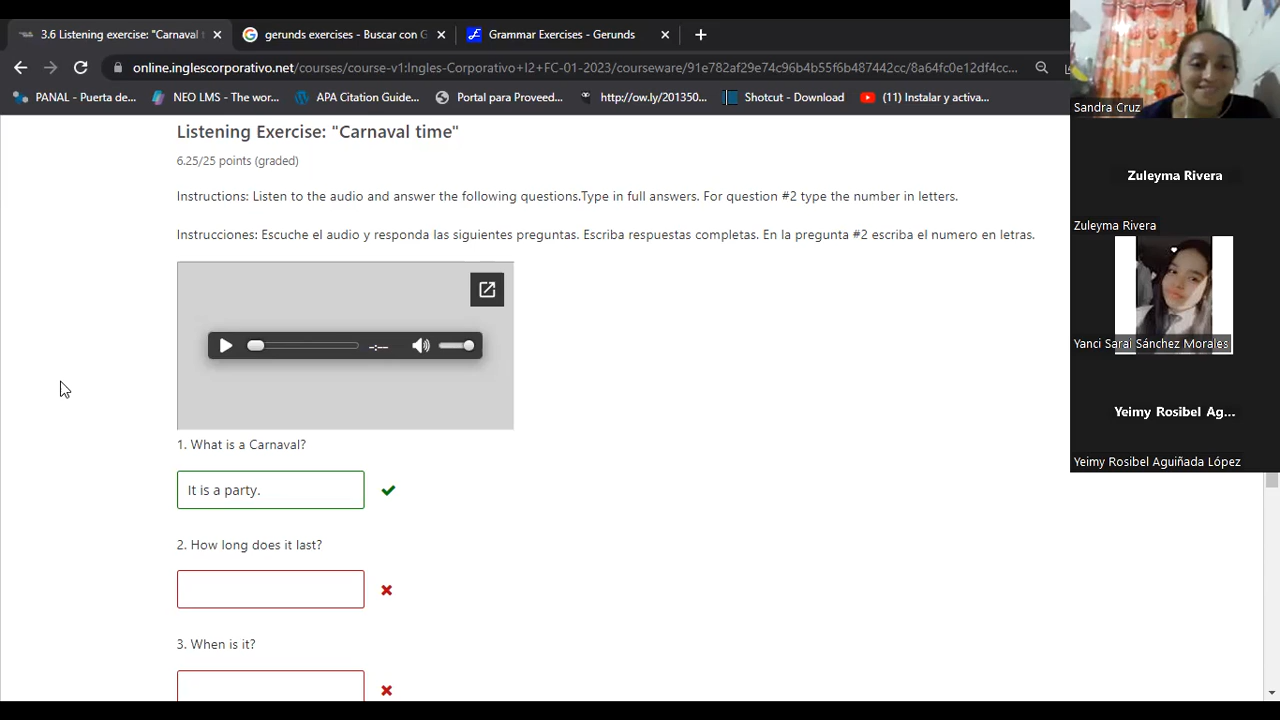 3.6 Listening exercise: "Carnaval
gerunds exercises - Buscar con G
Grammar Exercises - Gerunds
online.inglescorporativo.net/courses/course-v1:Ingles-Corporativo+I2+FC-01-2023/courseware/91e782af29e74c96b4b55f6b487442cc/8a64fc0e12df4cc...
PANAL - Puerta de...
NEO LMS - The wor...
APA Citation Guide...
Portal para Proveed...
http://ow.ly/201350...
Shotcut - Download
(11) Instalar y activa...
Sandra Cruz
Listening Exercise: "Carnaval time"
6.25/25 points (graded)
Zuleyma Rivera
Instructions: Listen to the audio and answer the following questions.Type in full answers. For question #2 type the number in letters.
Zuleyma Rivera
Instrucciones: Escuche el audio y responda las siguientes preguntas. Escriba respuestas completas. En la pregunta #2 escriba el numero en letras.
-:--
Yanci Sarai Sánchez Morales
Yeimy Rosibel Ag...
1. What is a Carnaval?
Yeimy Rosibel Aguiñada López
It is a party.
2. How long does it last?
3. When is it?